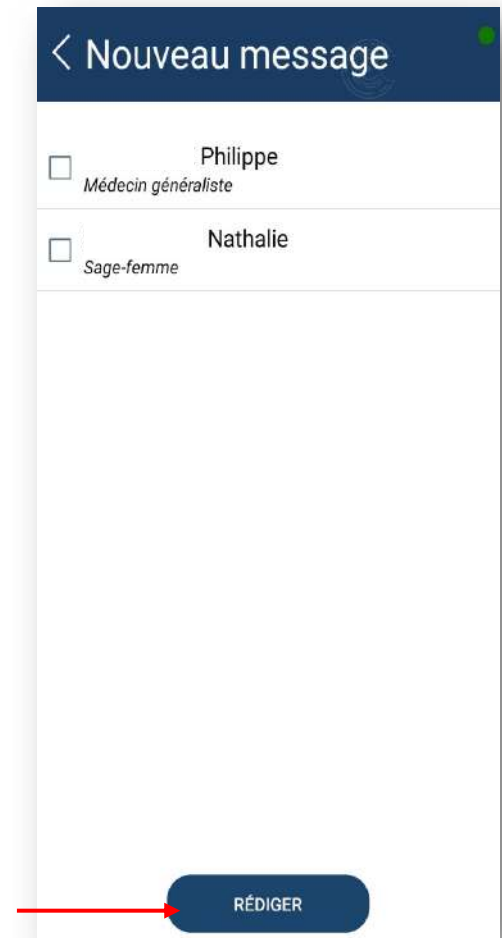 Nouveau message
Philippe
Médecin généraliste
Nathalie
Sage-femme
RÉDIGER